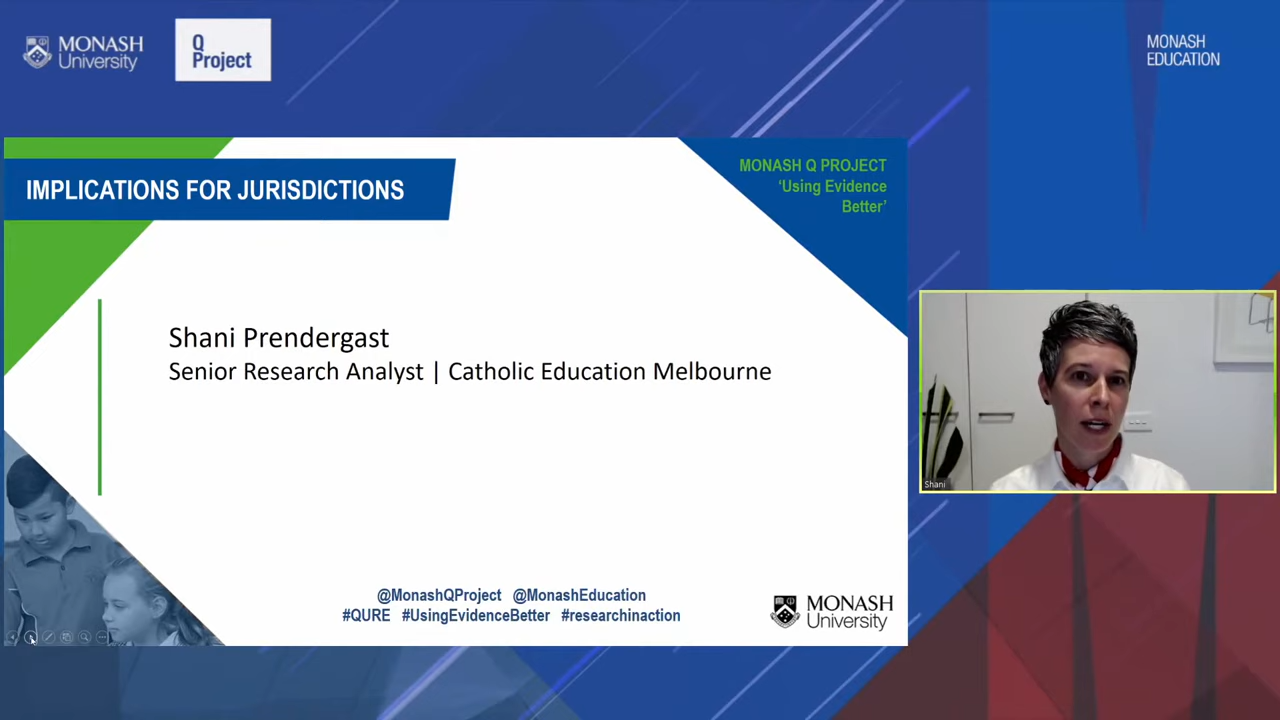 MONASH
University
Q
Project
MONASH
EDUCATION
IMPLICATIONS FOR JURISDICTIONS
MONASH Q PROJECT
‘Using Evidence
Better’
Shani Prendergast
Senior Research Analyst | Catholic Education Melbourne
Shani
@MonashQProject @MonashEducation
#QURE #UsingEvidenceBetter #researchinaction
MONASH
University